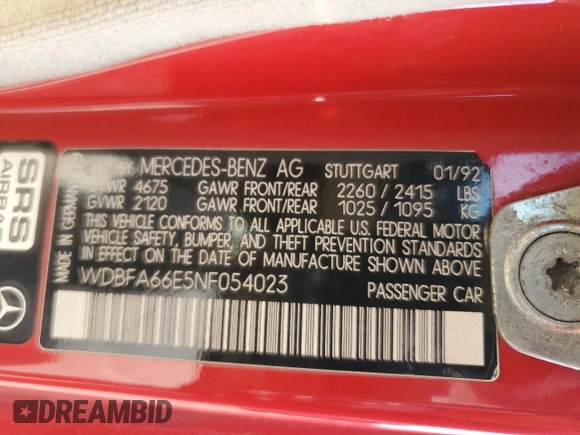 BY MERCEDES-BENZ AG STUTTGART 01/92
GVWR 4675 GAWR FRONT/REAR 2260 / 2415 LBS
GVWR 2120 GAWR FRONT/REAR 1025 / 1095 KG
THIS VEHICLE CONFORMS TO ALL APPLICABLE U.S. FEDERAL MOTOR
VEHICLE SAFETY, BUMPER, AND THEFT PREVENTION STANDARDS
IN EFFECT ON THE DATE OF MANUFACTURE SHOWN ABOVE
WDBFA66E5NF054023 PASSENGER CAR
MADE IN GERMANY
SRS
AIRBAG
DREAMBID